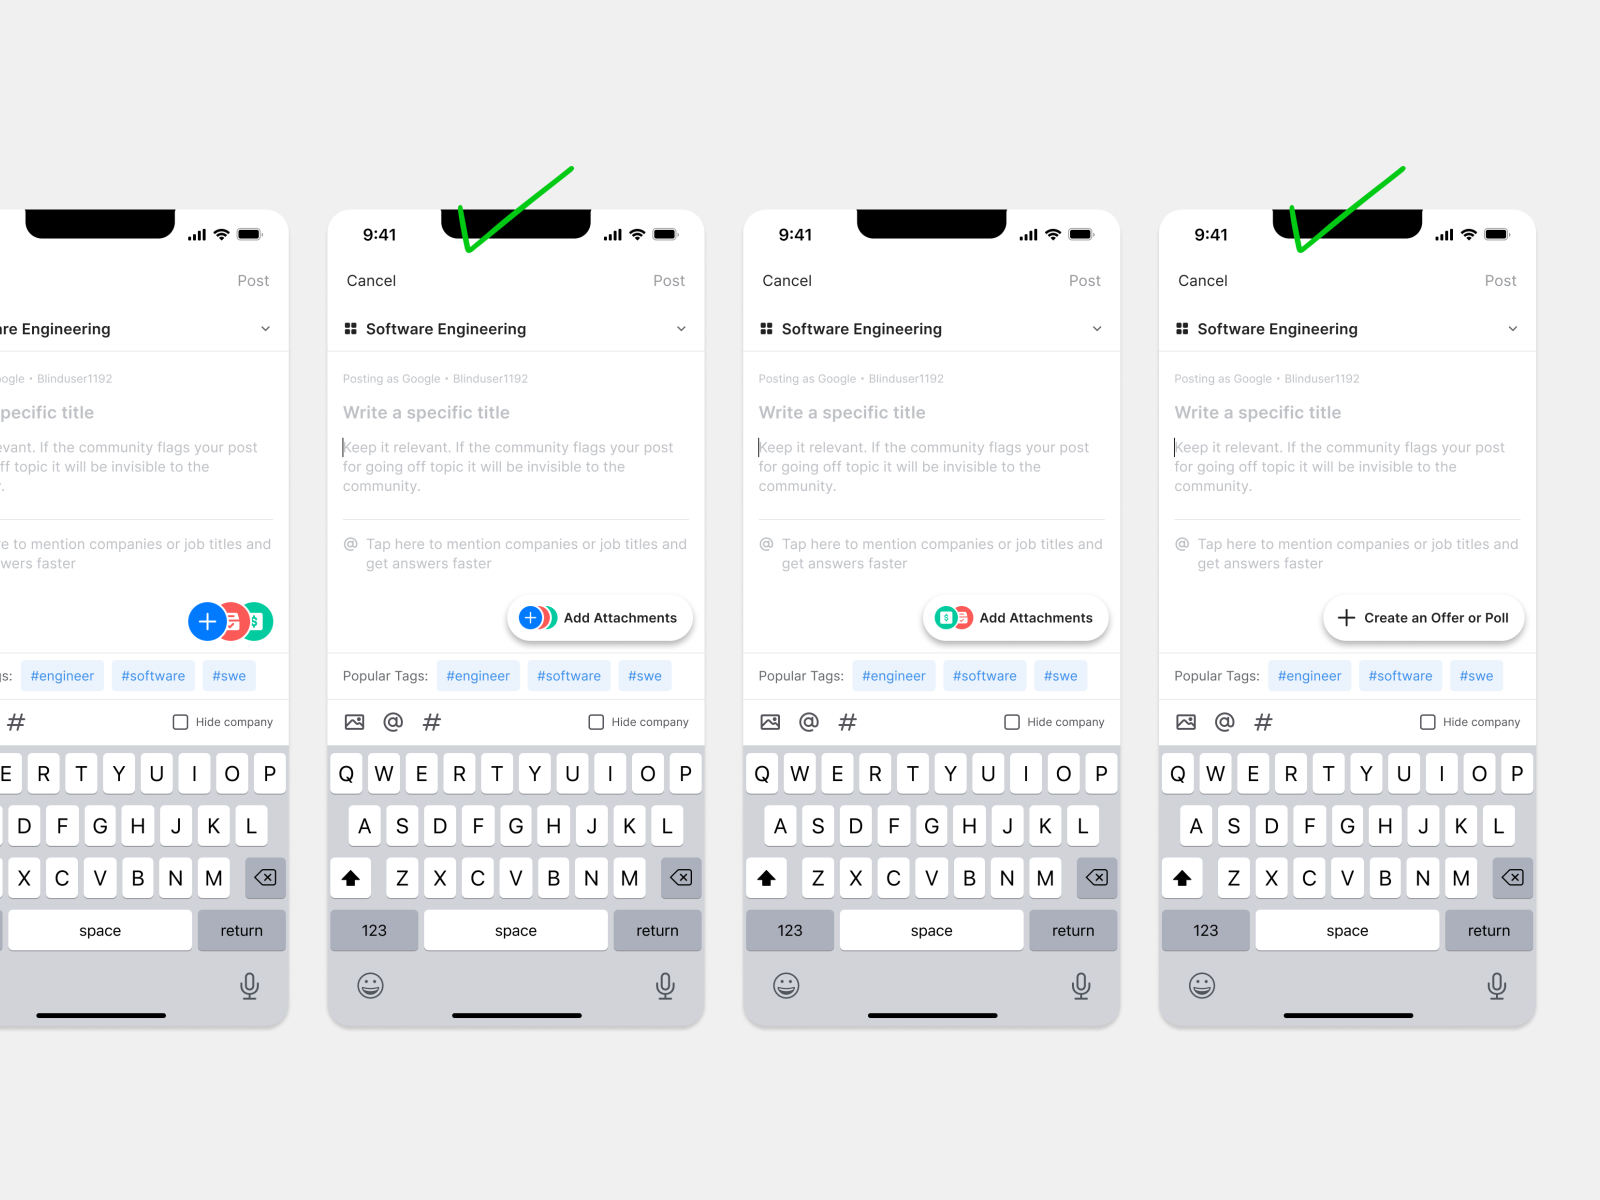 Post
re Engineering
ogle • Blinduser1192
pecific title
evant. If the community flags your post
ff topic it will be invisible to the
y.
e to mention companies or job titles and
wers faster
$
s: #engineer #software #swe
# Hide company
E R T Y U I O P
D F G H J K L
X C V B N M
space return
9:41
Cancel Post
Software Engineering
Posting as Google • Blinduser1192
Write a specific title
Keep it relevant. If the community flags your post
for going off topic it will be invisible to the
community.
@ Tap here to mention companies or job titles and
get answers faster
Add Attachments
Popular Tags: #engineer #software #swe
@ # Hide company
Q W E R T Y U I O P
A S D F G H J K L
Z X C V B N M
123 space return
9:41
Cancel Post
Software Engineering
Posting as Google • Blinduser1192
Write a specific title
Keep it relevant. If the community flags your post
for going off topic it will be invisible to the
community.
@ Tap here to mention companies or job titles and
get answers faster
$ Add Attachments
Popular Tags: #engineer #software #swe
@ # Hide company
Q W E R T Y U I O P
A S D F G H J K L
Z X C V B N M
123 space return
9:41
Cancel Post
Software Engineering
Posting as Google • Blinduser1192
Write a specific title
Keep it relevant. If the community flags your post
for going off topic it will be invisible to the
community.
@ Tap here to mention companies or job titles and
get answers faster
+ Create an Offer or Poll
Popular Tags: #engineer #software #swe
@ # Hide company
Q W E R T Y U I O P
A S D F G H J K L
Z X C V B N M
123 space return